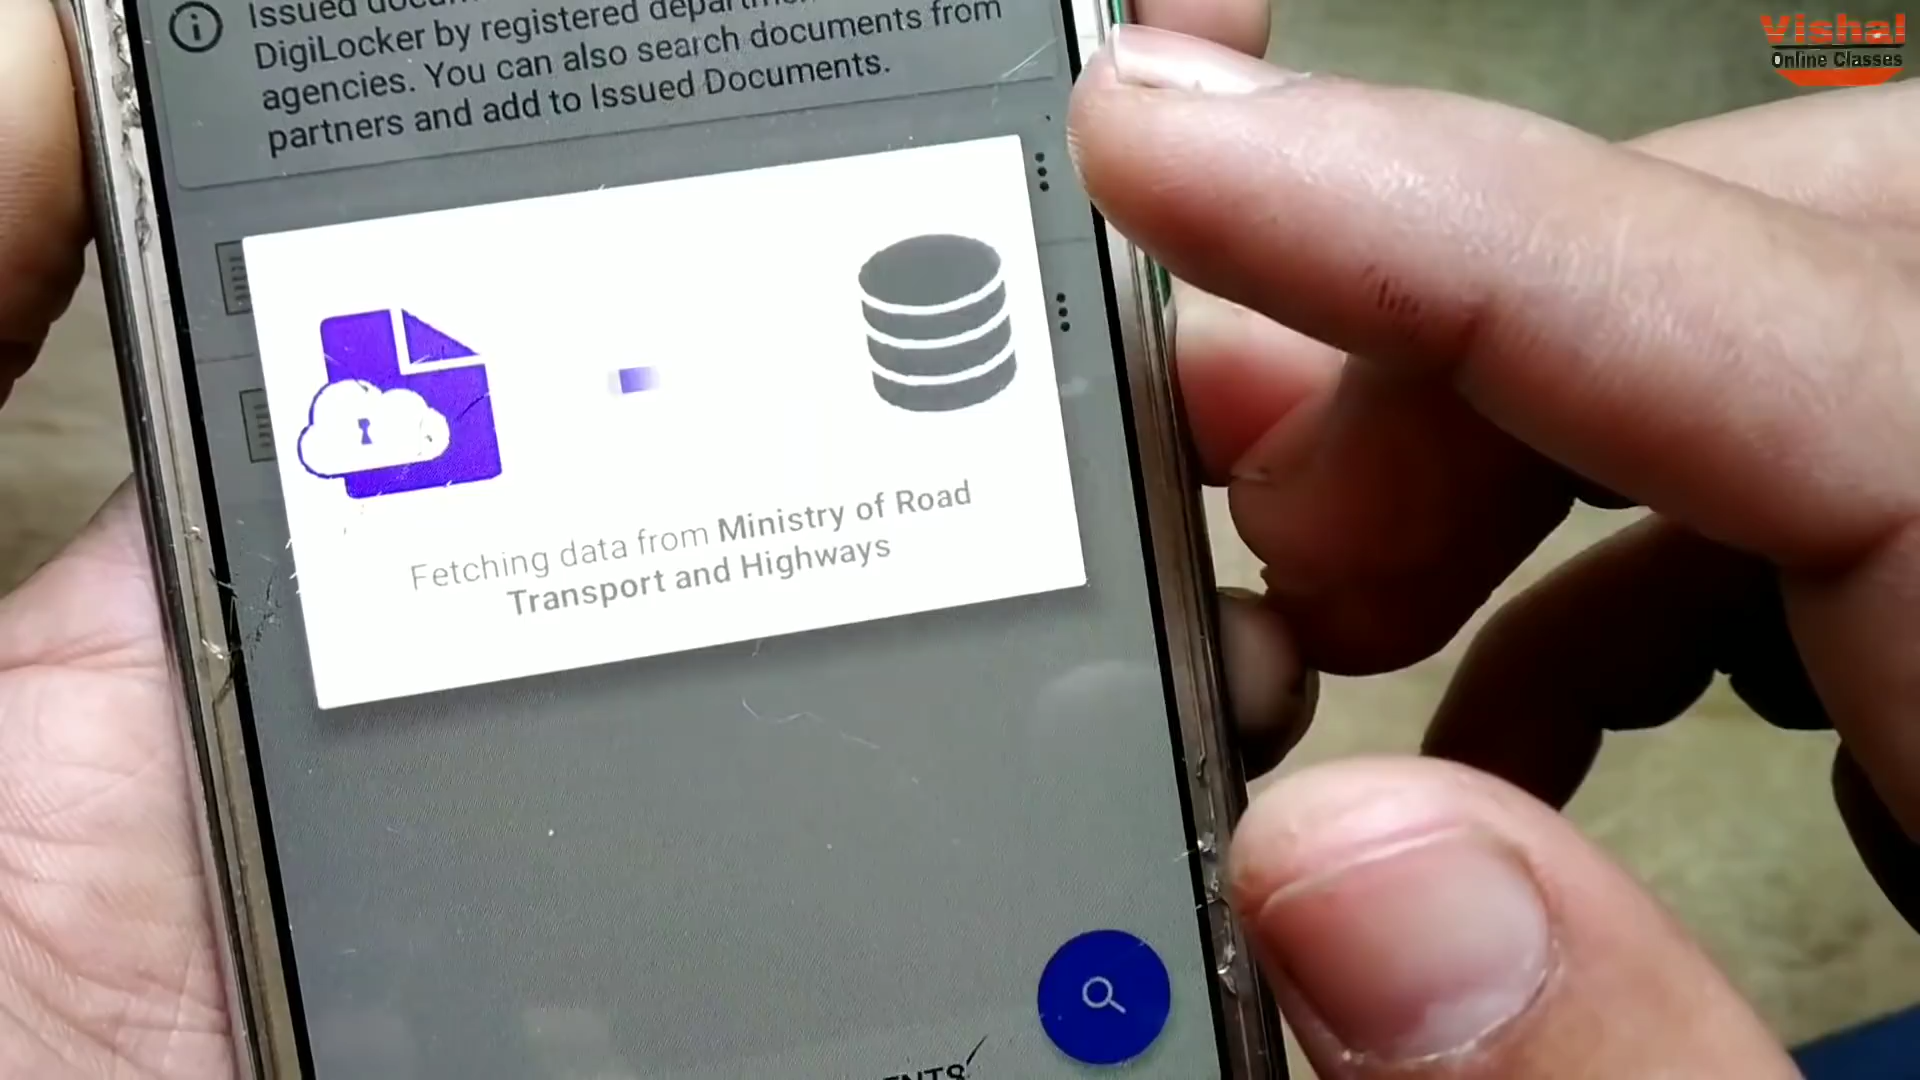 Vishal
Online Classes
Issued
DigiLocker by registered
agencies. You can also search documents from
partners and add to Issued Documents.
Fetching data from Ministry of Road
Transport and Highways